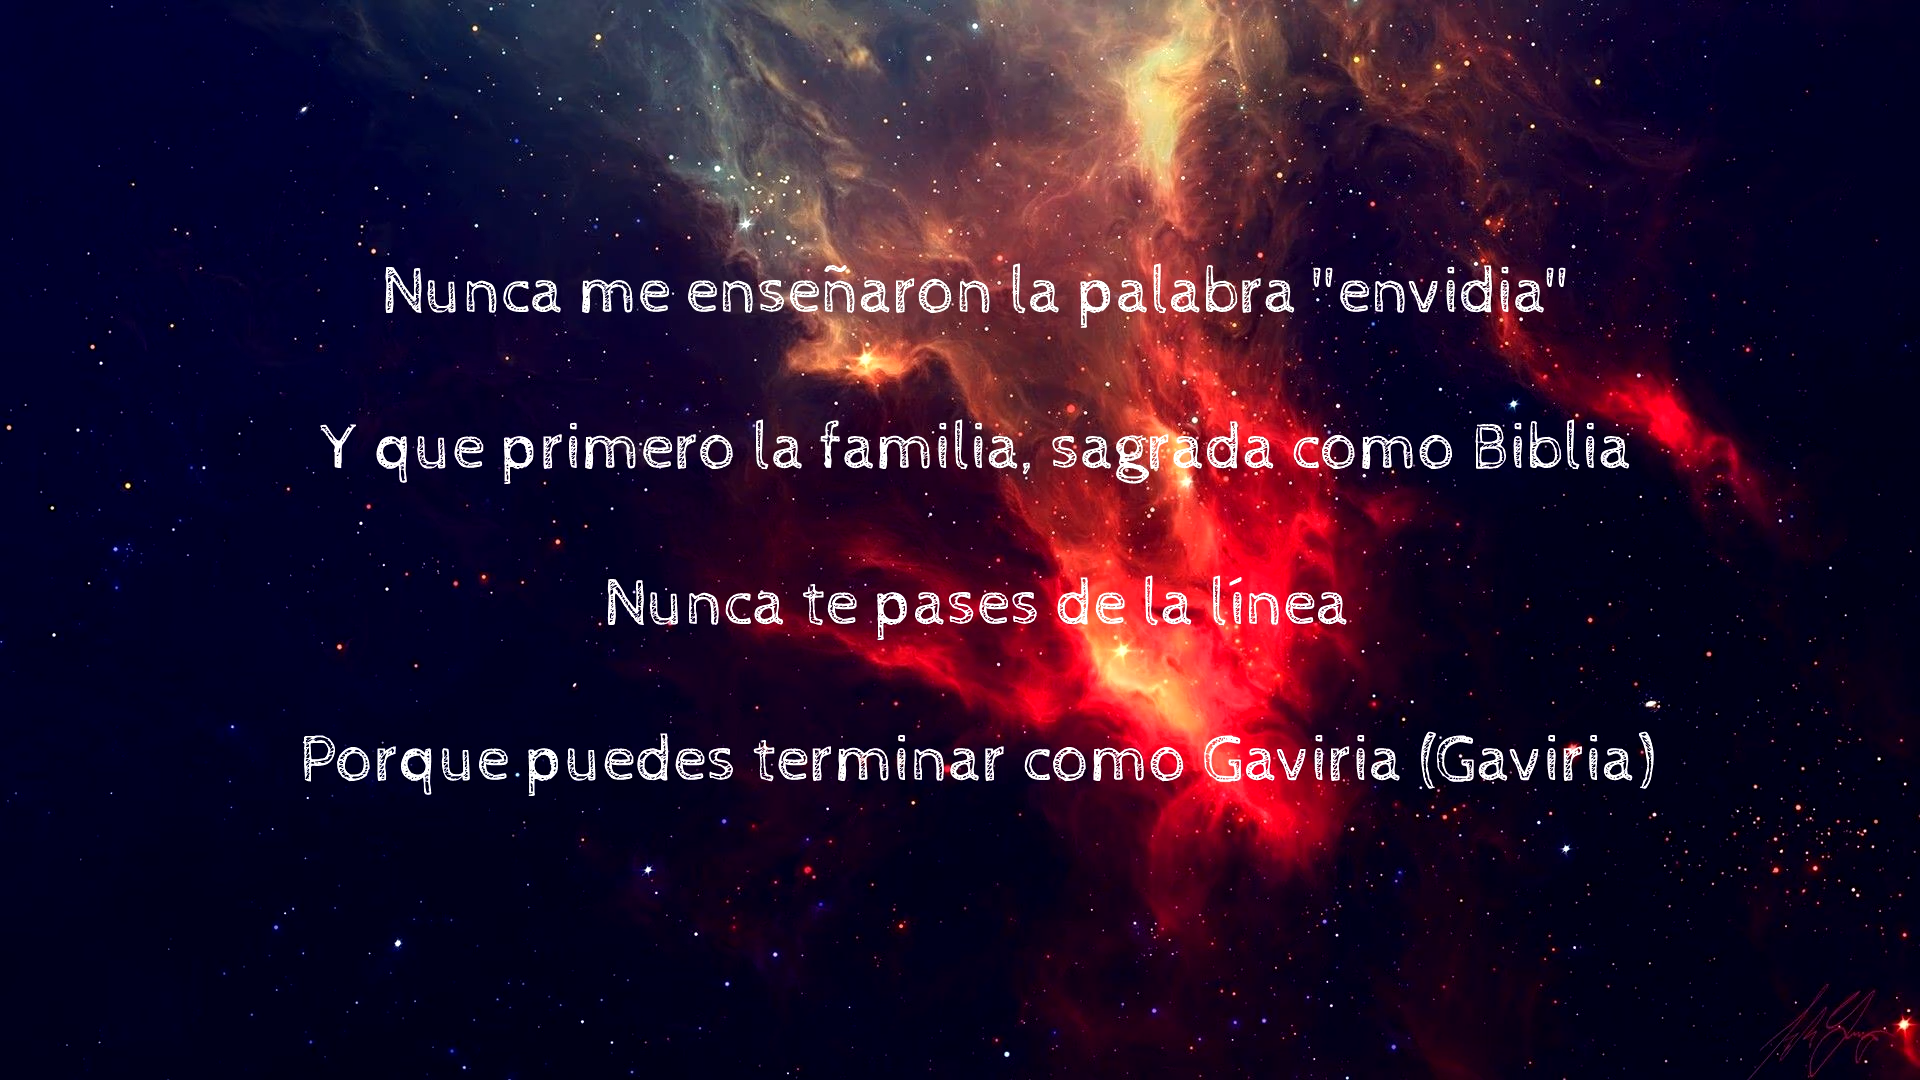 Nunca me enseñaron la palabra "envidia"
Y que primero la familia, sagrada como Biblia
Nunca te pases de la línea
Porque puedes terminar como Gaviria (Gaviria)